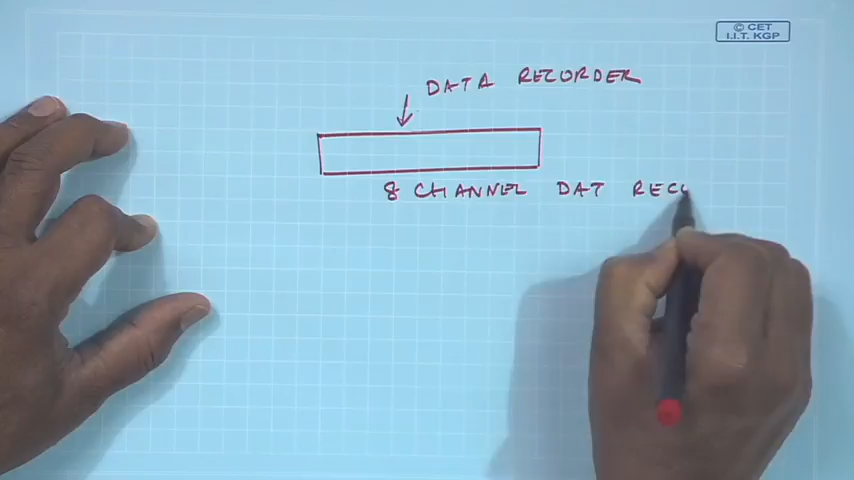 © CET
I.I.T. KGP
DATA RECORDER
8 CHANNEL DAT REC